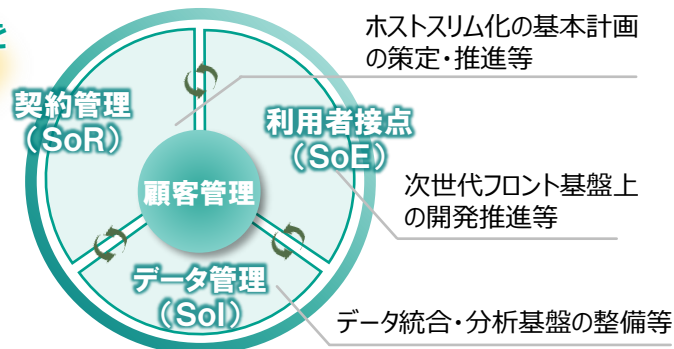 を
ホストスリム化の基本計画
の策定・推進等
契約管理
（SoR）
利用者接点
（SoE）
顧客管理
次世代フロント基盤上
の開発推進等
データ管理
（SoI）
データ統合・分析基盤の整備等